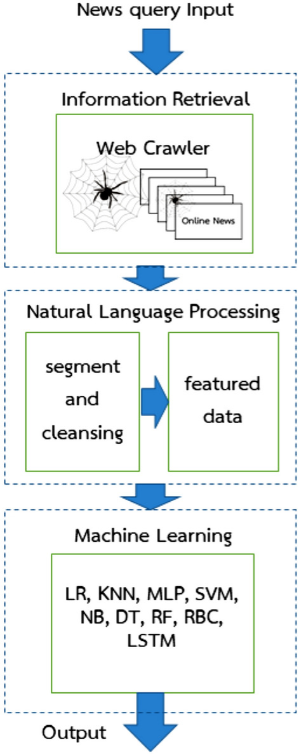 News query Input
Information Retrieval
Web Crawler
Online News
Natural Language Processing
segment
and
cleansing
featured
data
Machine Learning
LR, KNN, MLP, SVM,
NB, DT, RF, RBC,
LSTM
Output